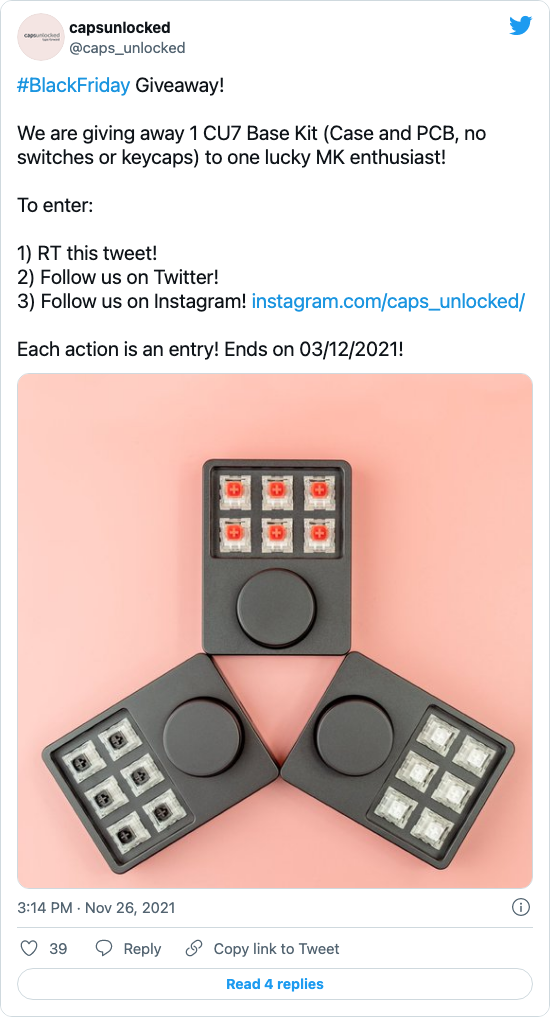 capsunlocked
capsunlocked
@caps_unlocked
#BlackFriday Giveaway!
We are giving away 1 CU7 Base Kit (Case and PCB, no
switches or keycaps) to one lucky MK enthusiast!
To enter:
1) RT this tweet!
2) Follow us on Twitter!
3) Follow us on Instagram! instagram.com/caps_unlocked/
Each action is an entry! Ends on 03/12/2021!
3:14 PM · Nov 26, 2021
39 Reply Copy link to Tweet
Read 4 replies